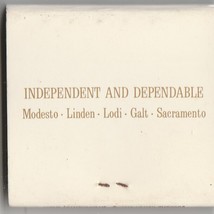 INDEPENDENT AND DEPENDABLE
Modesto · Linden · Lodi · Galt · Sacramento